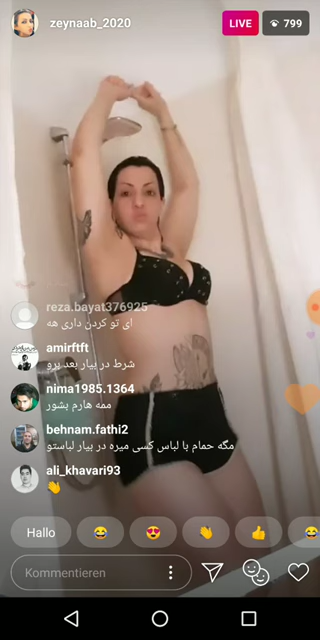 zeynaab_2020
LIVE
799
reza.bayat376925
ای تو کردن داری هه
amirftft
شرط در بیار بعد برو
nima1985.1364
ممه هارم بشور
behnam.fathi2
مگه حمام با لباس کسی میره در بیار لباستو
ali_khavari93
👏
Hallo
😂
😍
👏
👍
😂
Kommentieren